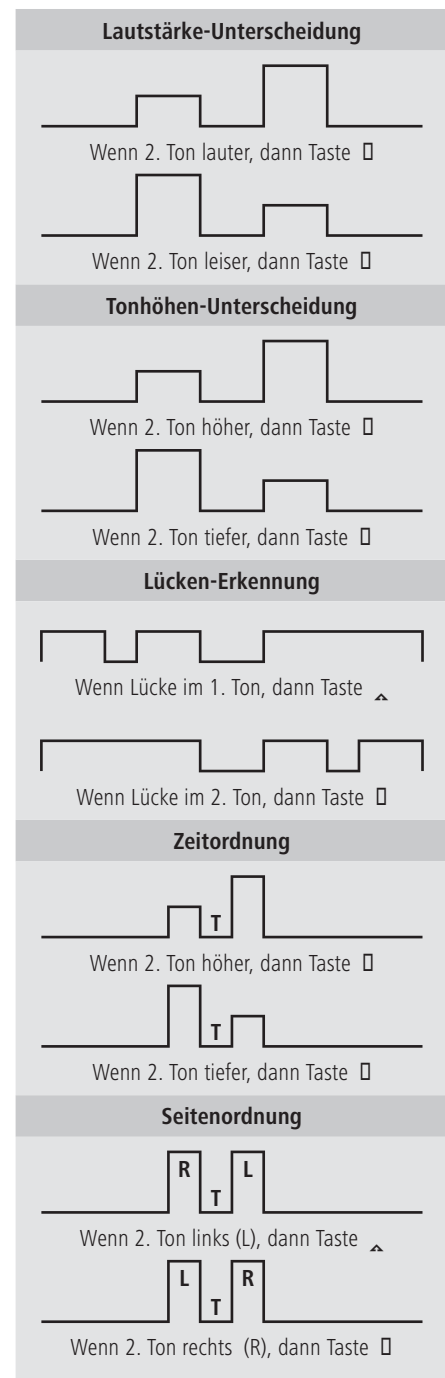 Lautstärke-Unterscheidung
Wenn 2. Ton lauter, dann Taste ▯
Wenn 2. Ton leiser, dann Taste ▯
Tonhöhen-Unterscheidung
Wenn 2. Ton höher, dann Taste ▯
Wenn 2. Ton tiefer, dann Taste ▯
Lücken-Erkennung
Wenn Lücke im 1. Ton, dann Taste
Wenn Lücke im 2. Ton, dann Taste ▯
Zeitordnung
T
Wenn 2. Ton höher, dann Taste ▯
T
Wenn 2. Ton tiefer, dann Taste ▯
Seitenordnung
R T L
Wenn 2. Ton links (L), dann Taste
L T R
Wenn 2. Ton rechts (R), dann Taste ▯